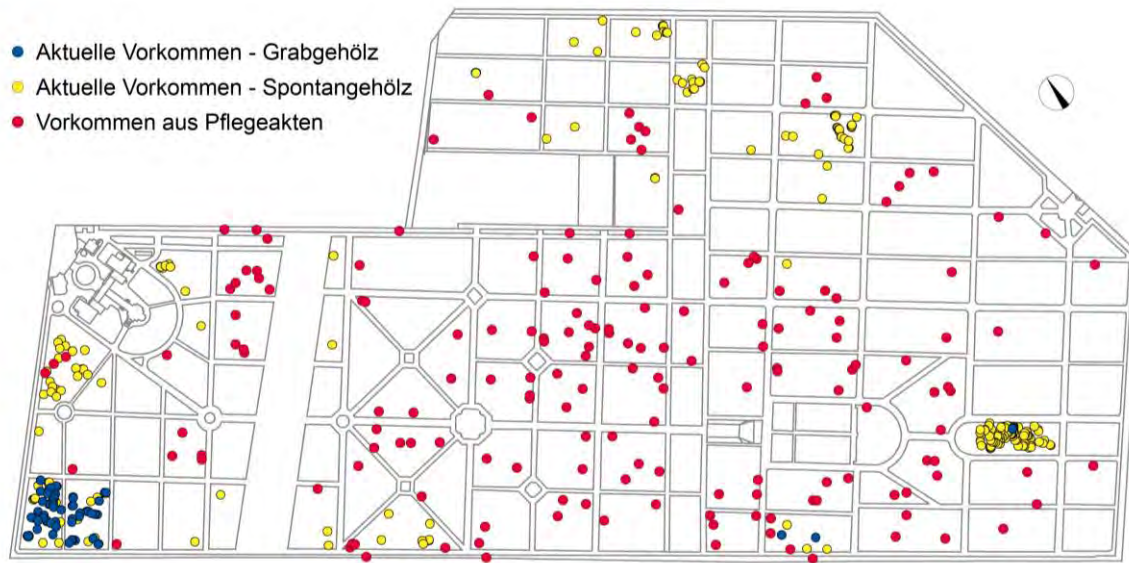 Aktuelle Vorkommen - Grabgehölz
Aktuelle Vorkommen - Spontangehölz
Vorkommen aus Pflegeakten